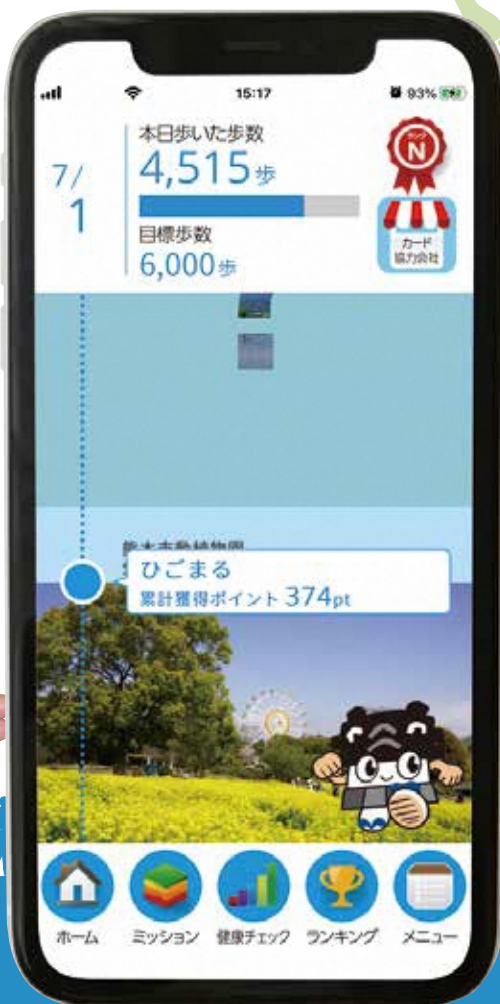 15:17
93%
7/
1
本日歩いた歩数
4,515歩
目標歩数
6,000歩
ランク
N
カード
協力会社
熊本市動植物園
ひごまる
累計獲得ポイント 374pt
ホーム
ミッション
健康チェック
ランキング
メニュー